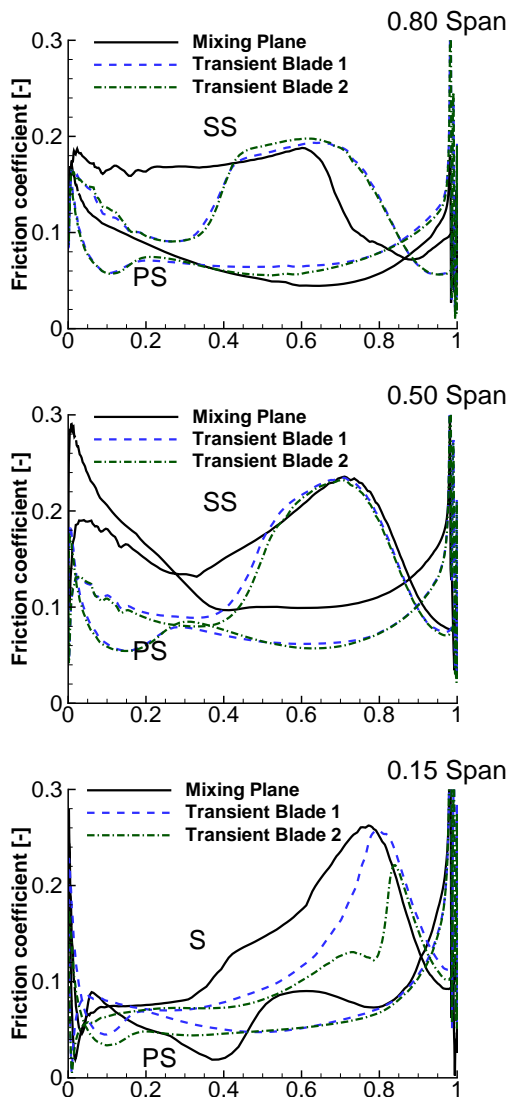 0.80 Span
0.3
Mixing Plane
Transient Blade 1
Transient Blade 2
SS
0.2
Friction coefficient [-]
0.1
PS
0
0 0.2 0.4 0.6 0.8 1
0.50 Span
0.3
Mixing Plane
Transient Blade 1
Transient Blade 2
SS
0.2
Friction coefficient [-]
0.1
PS
0
0 0.2 0.4 0.6 0.8 1
0.15 Span
0.3
Mixing Plane
Transient Blade 1
Transient Blade 2
0.2
S
Friction coefficient [-]
0.1
PS
0
0 0.2 0.4 0.6 0.8 1